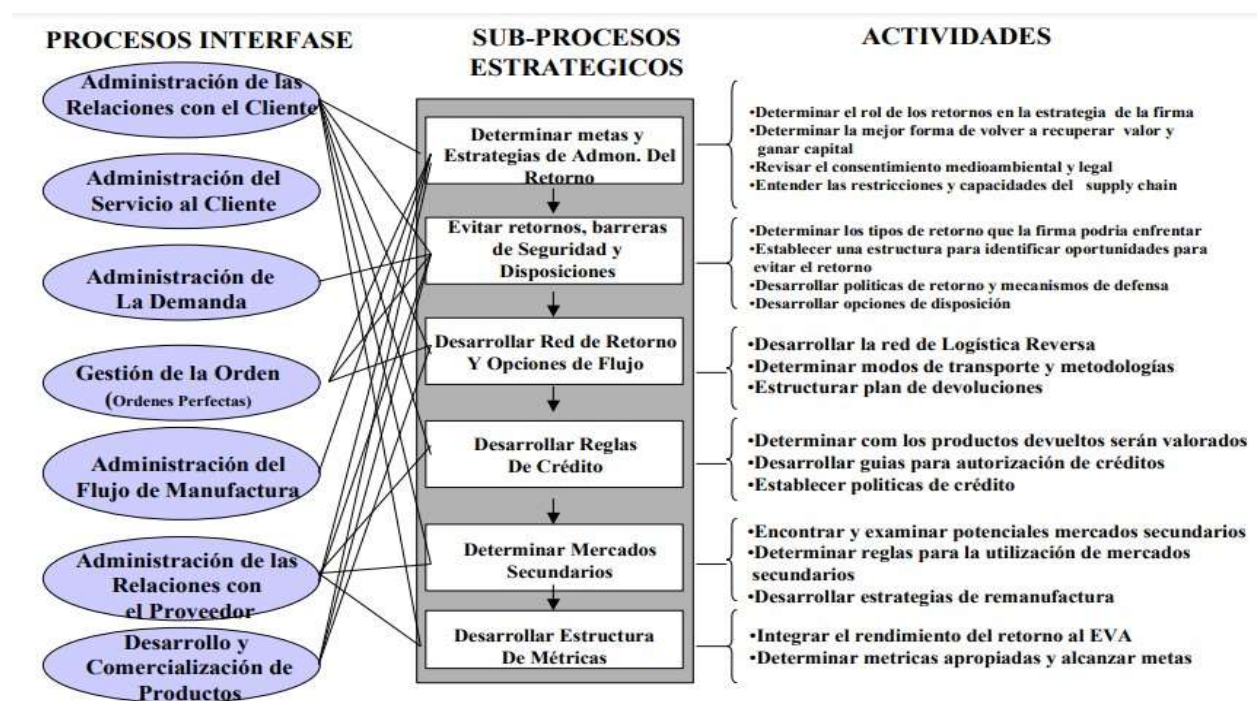 PROCESOS INTERFASE
Administración de las
Relaciones con el Cliente
Administración del
Servicio al Cliente
Administración de
La Demanda
Gestión de la Orden
(Ordenes Perfectas)
Administración del
Flujo de Manufactura
Administración de las
Relaciones con
el Proveedor
Desarrollo y
Comercialización de
Productos
SUB-PROCESOS
ESTRATEGICOS
Determinar metas y
Estrategias de Admon. Del
Retorno
Evitar retornos, barreras
de Seguridad y
Disposiciones
Desarrollar Red de Retorno
Y Opciones de Flujo
Desarrollar Reglas
De Crédito
Determinar Mercados
Secundarios
Desarrollar Estructura
De Métricas
ACTIVIDADES
•Determinar el rol de los retornos en la estrategia de la firma
•Determinar la mejor forma de volver a recuperar valor y
ganar capital
•Revisar el consentimiento medioambiental y legal
•Entender las restricciones y capacidades del supply chain
•Determinar los tipos de retorno que la firma podria enfrentar
•Establecer una estructura para identificar oportunidades para
evitar el retorno
•Desarrollar politicas de retorno y mecanismos de defensa
•Desarrollar opciones de disposición
•Desarrollar la red de Logística Reversa
•Determinar modos de transporte y metodologías
•Estructurar plan de devoluciones
•Determinar com los productos devueltos serán valorados
•Desarrollar guias para autorización de créditos
•Establecer politicas de crédito
•Encontrar y examinar potenciales mercados secundarios
•Determinar reglas para la utilización de mercados
secundarios
•Desarrollar estrategias de remanufactura
•Integrar el rendimiento del retorno al EVA
•Determinar metricas apropiadas y alcanzar metas